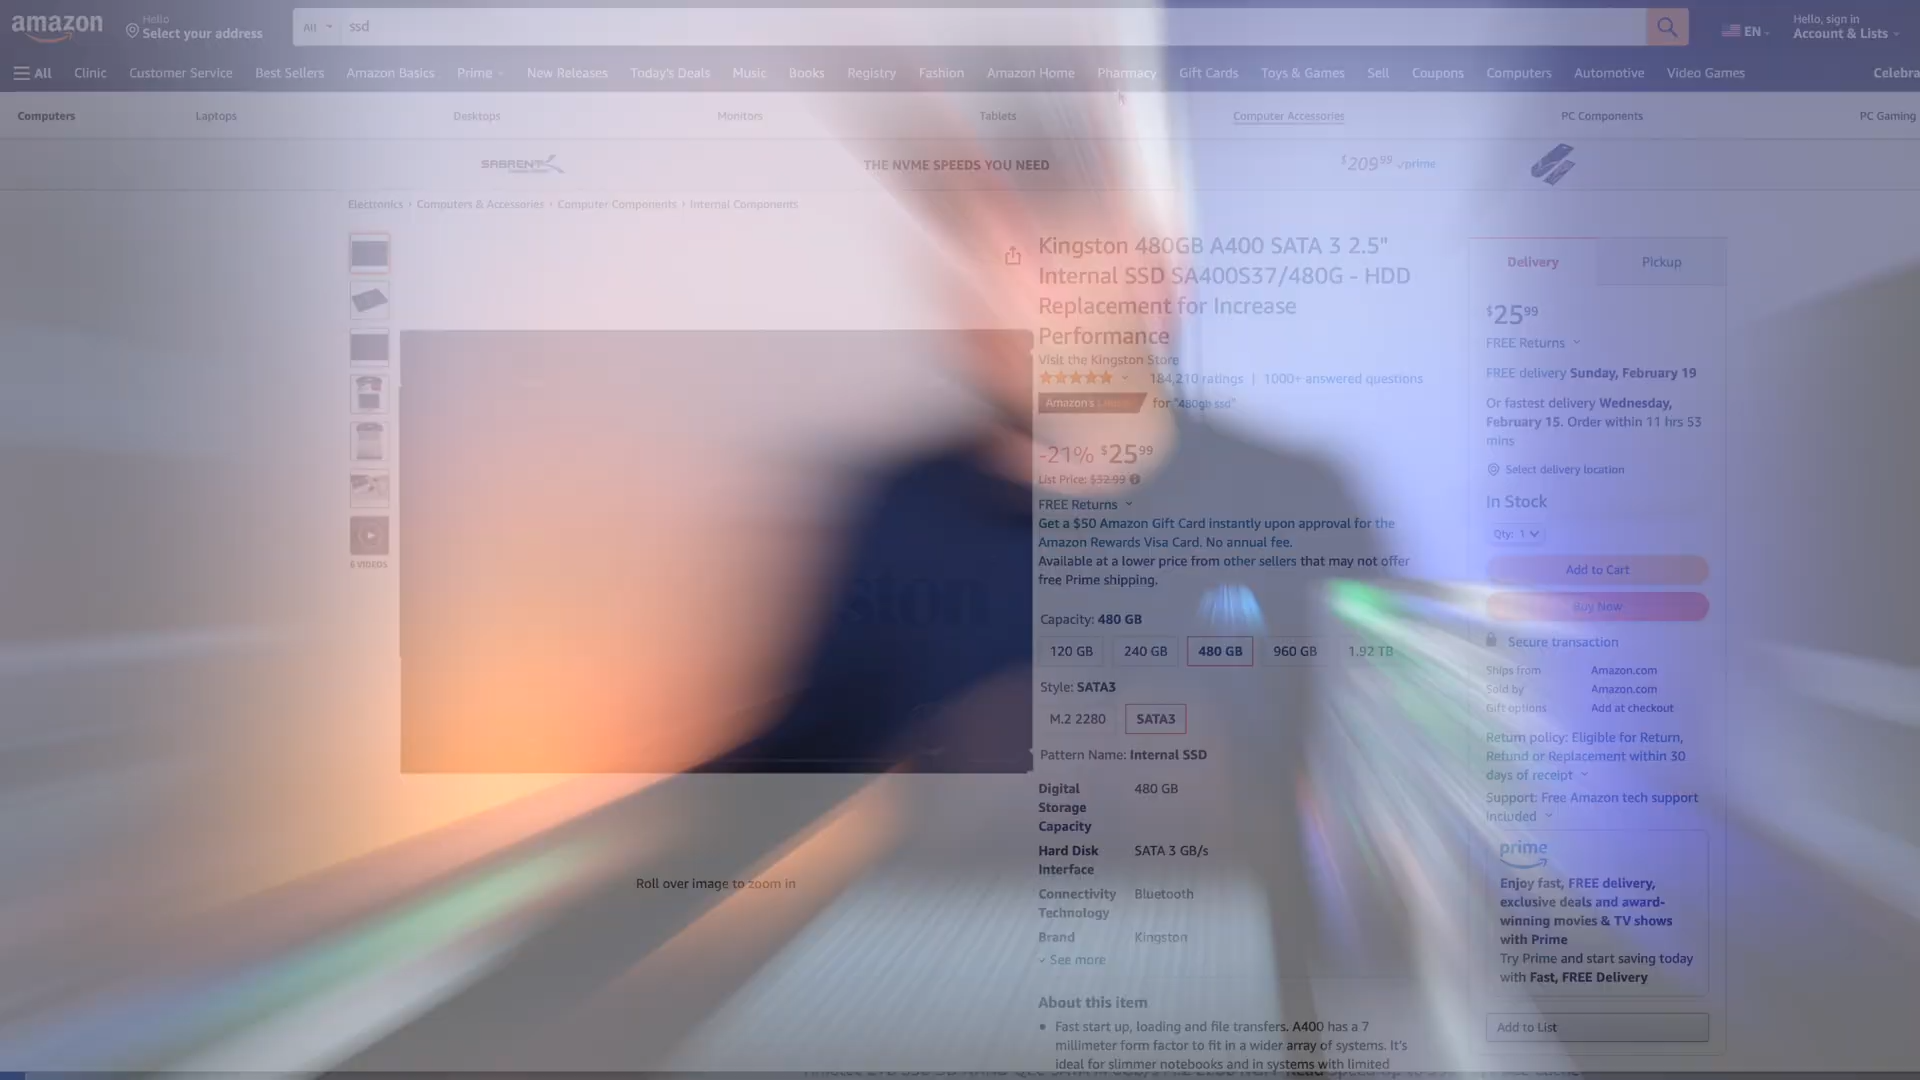 amazon
Hello
Select your address
All
ssd
EN
Hello, sign in
Account & Lists
All
Clinic
Customer Service
Best Sellers
Amazon Basics
Prime
New Releases
Today's Deals
Music
Books
Registry
Fashion
Amazon Home
Pharmacy
Gift Cards
Toys & Games
Sell
Coupons
Computers
Automotive
Video Games
Celebra
Computers
Laptops
Desktops
Monitors
Tablets
Computer Accessories
PC Components
PC Gaming
SABRENT
THE NVME SPEEDS YOU NEED
$209⁹⁹ prime
Electronics › Computers & Accessories › Computer Components › Internal Components
6 VIDEOS
Roll over image to zoom in
Kingston 480GB A400 SATA 3 2.5"
Internal SSD SA400S37/480G - HDD
Replacement for Increase
Performance
Visit the Kingston Store
184,210 ratings | 1000+ answered questions
Amazon's
for "480gb ssd"
-21% $25⁹⁹
List Price: $32.99
FREE Returns
Get a $50 Amazon Gift Card instantly upon approval for the
Amazon Rewards Visa Card. No annual fee.
Available at a lower price from other sellers that may not offer
free Prime shipping.
Capacity: 480 GB
120 GB
240 GB
480 GB
960 GB
1.92 TB
Style: SATA3
M.2 2280
SATA3
Pattern Name: Internal SSD
Digital
Storage
Capacity
480 GB
Hard Disk
Interface
SATA 3 GB/s
Connectivity
Technology
Bluetooth
Brand
Kingston
See more
About this item
• Fast start up, loading and file transfers. A400 has a 7
millimeter form factor to fit in a wider array of systems. It's
ideal for slimmer notebooks and in systems with limited
Delivery
Pickup
$25⁹⁹
FREE Returns
FREE delivery Sunday, February 19
Or fastest delivery Wednesday,
February 15. Order within 11 hrs 53
mins
Select delivery location
In Stock
Qty: 1
Add to Cart
Buy Now
Secure transaction
Ships from
Amazon.com
Sold by
Amazon.com
Gift options
Add at checkout
Return policy: Eligible for Return,
Refund or Replacement within 30
days of receipt
Support: Free Amazon tech support
included
prime
Enjoy fast, FREE delivery,
exclusive deals and award-
winning movies & TV shows
with Prime
Try Prime and start saving today
with Fast, FREE Delivery
Add to List